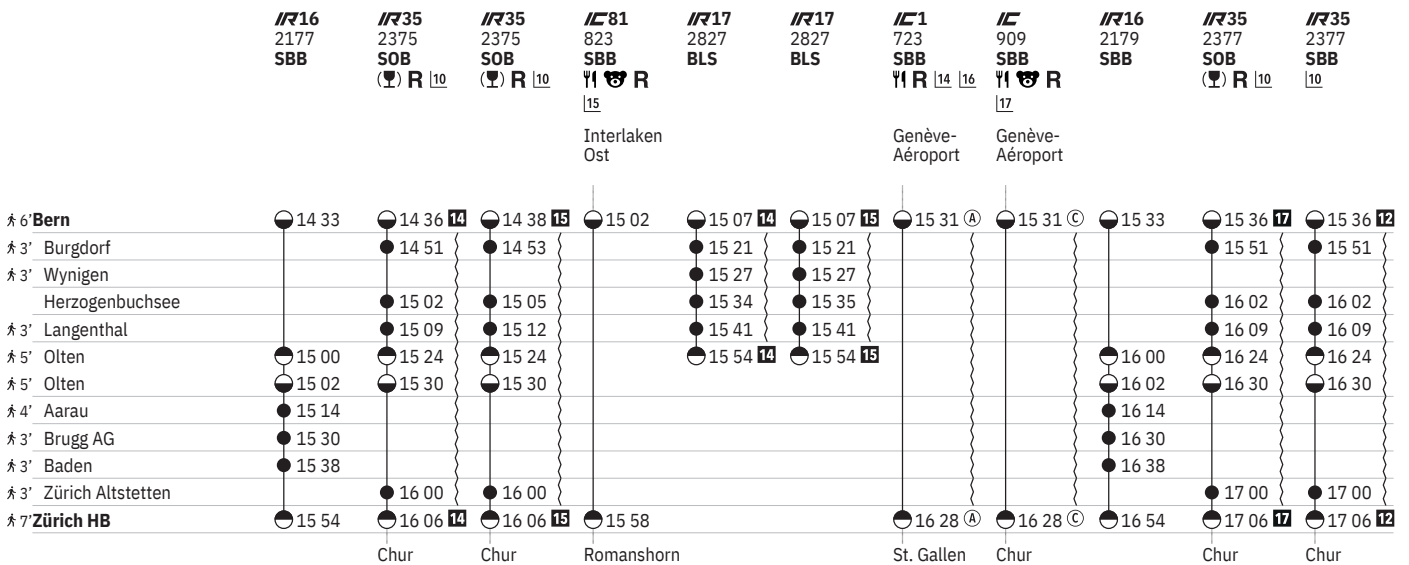 IR16 IR35 IR35 IC81 IR17 IR17 IC1 IC IR16 IR35 IR35
2177 2375 2375 823 2827 2827 723 909 2179 2377 2377
SBB SOB SOB SBB BLS BLS SBB SBB SBB SOB SBB
R 10 R 10 R R 14 16 R R 10 10
15 17
Interlaken Genève- Genève-
Ost Aéroport Aéroport
6’ Bern 14 33 14 36 14 14 38 15 15 02 15 07 14 15 07 15 15 31 A 15 31 C 15 33 15 36 17 15 36 12
3’ Burgdorf 14 51 14 53 15 21 15 21 15 51 15 51
3’ Wynigen 15 27 15 27
Herzogenbuchsee 15 02 15 05 15 34 15 35 16 02 16 02
3’ Langenthal 15 09 15 12 15 41 15 41 16 09 16 09
5’ Olten 15 00 15 24 15 24 15 54 14 15 54 15 16 00 16 24 16 24
5’ Olten 15 02 15 30 15 30 16 02 16 30 16 30
4’ Aarau 15 14 16 14
3’ Brugg AG 15 30 16 30
3’ Baden 15 38 16 38
3’ Zürich Altstetten 16 00 16 00 17 00 17 00
7’ Zürich HB 15 54 16 06 14 16 06 15 15 58 16 28 A 16 28 C 16 54 17 06 17 17 06 12
Chur Chur Romanshorn St. Gallen Chur Chur Chur